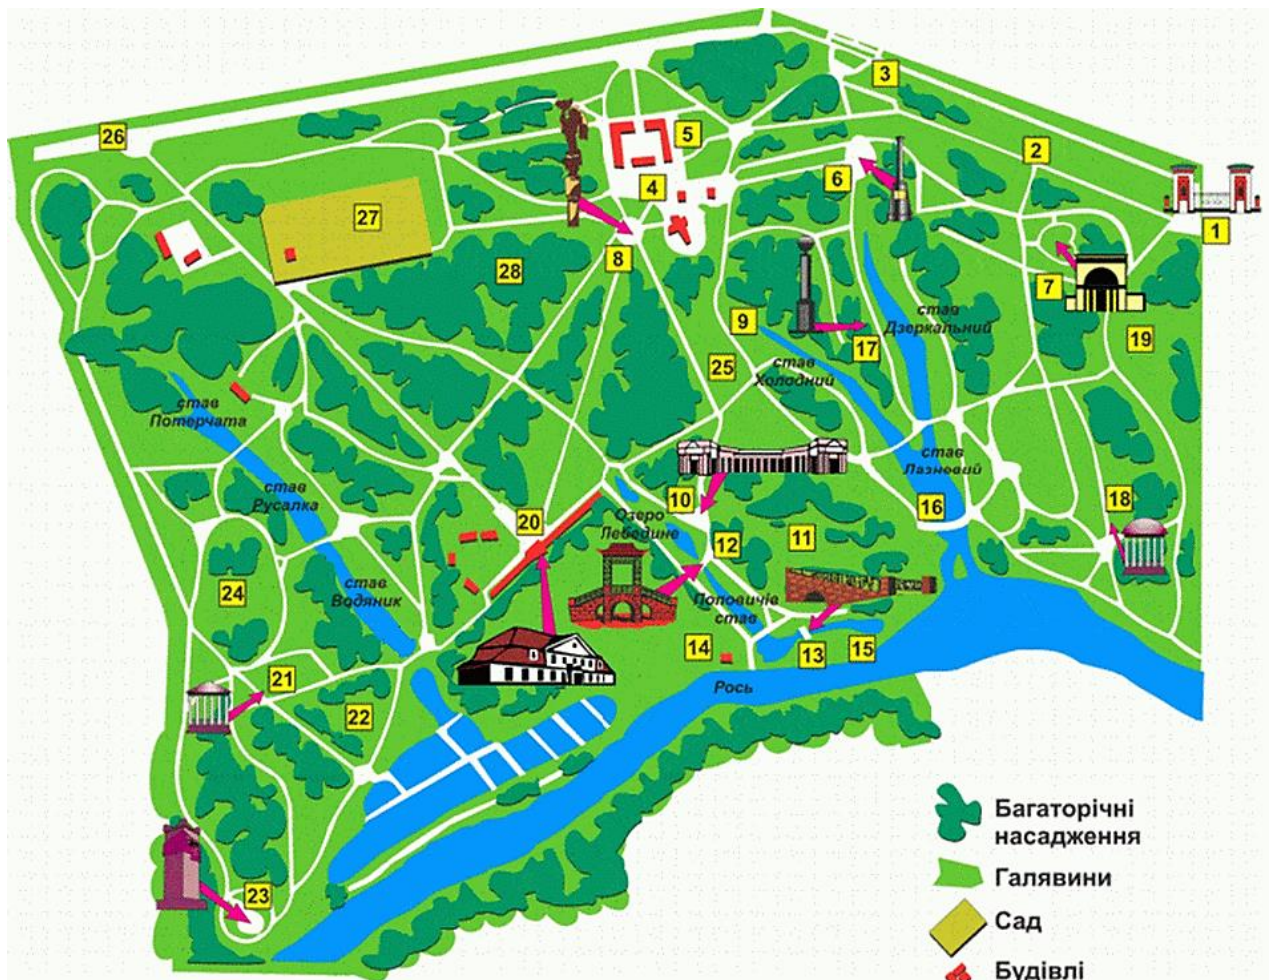 3
26
5
2
4
6
27
1
8
28
7
9
став
Дзеркальний
17
19
25
став
Холодний
став
Потерчата
став
Лазновий
став
Русалка
10
16
18
20
Озеро
Лебедине
11
12
став
Водяник
24
Поповичів
став
14
13
15
21
Рось
22
23
Багаторічні
насадження
Галявини
Сад
Будівлі